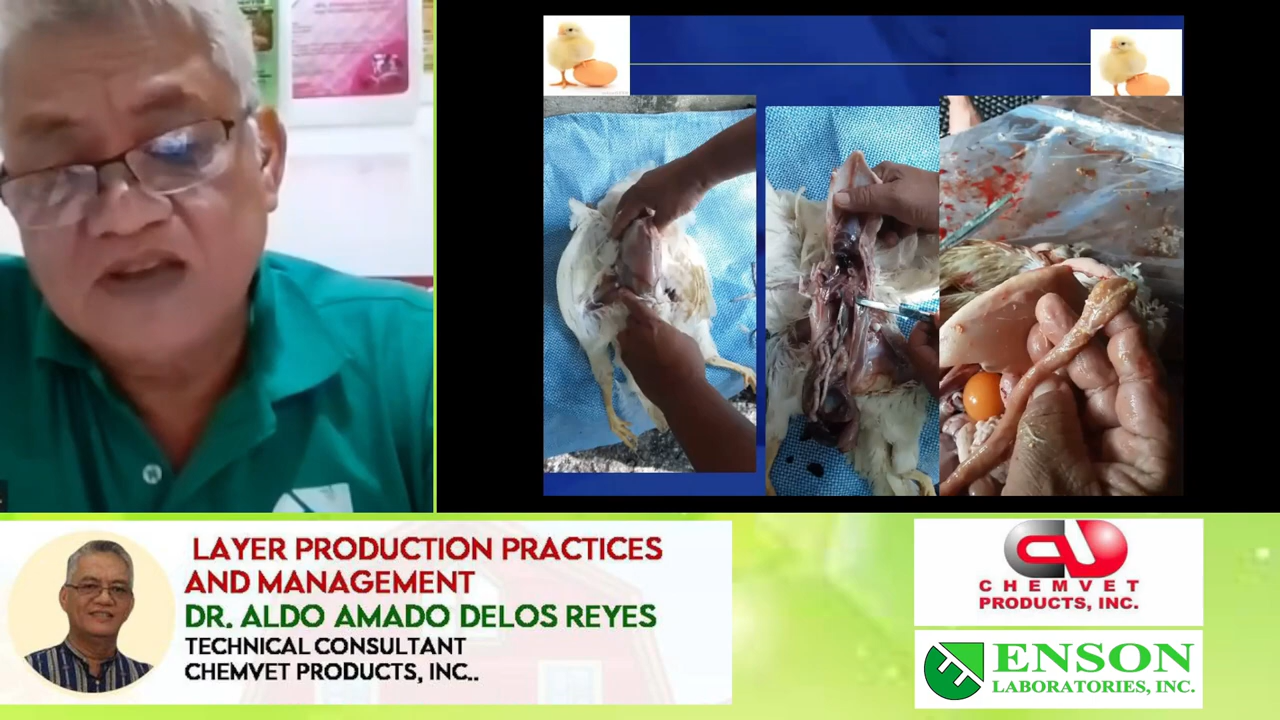 LAYER PRODUCTION PRACTICES
AND MANAGEMENT
DR. ALDO AMADO DELOS REYES
TECHNICAL CONSULTANT
CHEMVET PRODUCTS, INC..
CHEMVET
PRODUCTS, INC.
ENSON
LABORATORIES, INC.